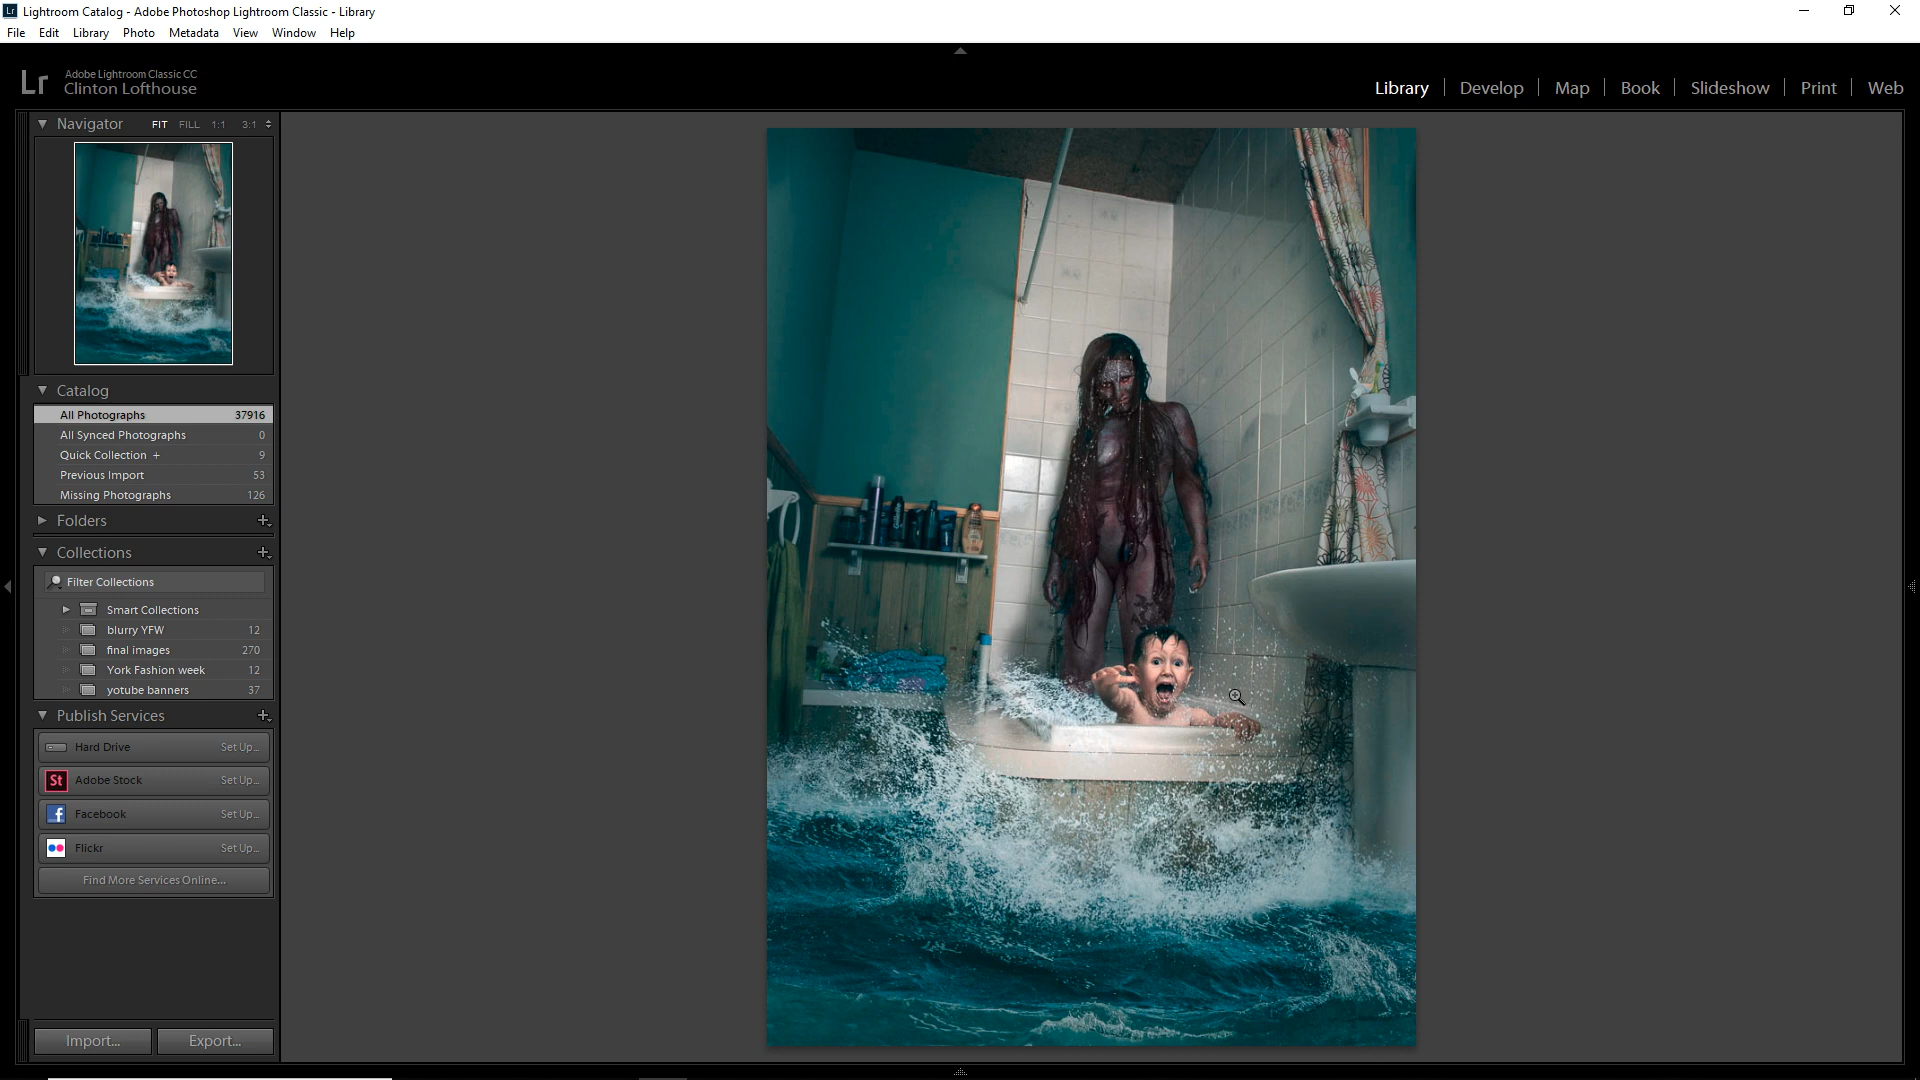 Lr Lightroom Catalog - Adobe Photoshop Lightroom Classic - Library
File Edit Library Photo Metadata View Window Help
Lr Adobe Lightroom Classic CC
Clinton Lofthouse
Library Develop Map Book Slideshow Print Web
Navigator FIT FILL 1:1 3:1
Catalog
All Photographs 37916
All Synced Photographs 0
Quick Collection + 9
Previous Import 53
Missing Photographs 126
Folders
Collections
Filter Collections
Smart Collections
blurry YFW 12
final images 270
York Fashion week 12
yotube banners 37
Publish Services
Hard Drive Set Up...
St Adobe Stock Set Up...
f Facebook Set Up...
Flickr Set Up...
Find More Services Online...
Import... Export...